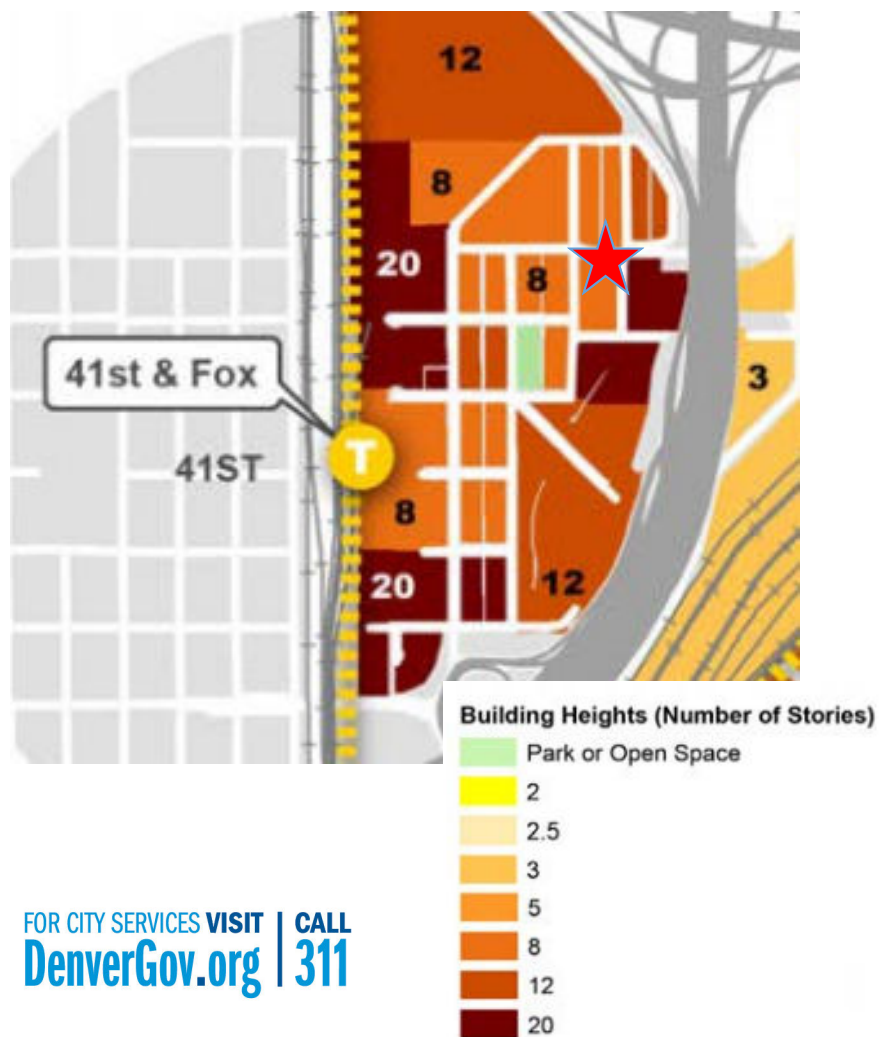 12
8
20
8
41st & Fox
3
T
41ST
8
20
12
Building Heights (Number of Stories)
Park or Open Space
2
2.5
3
5
8
12
20
FOR CITY SERVICES VISIT | CALL
DenverGov.org | 311